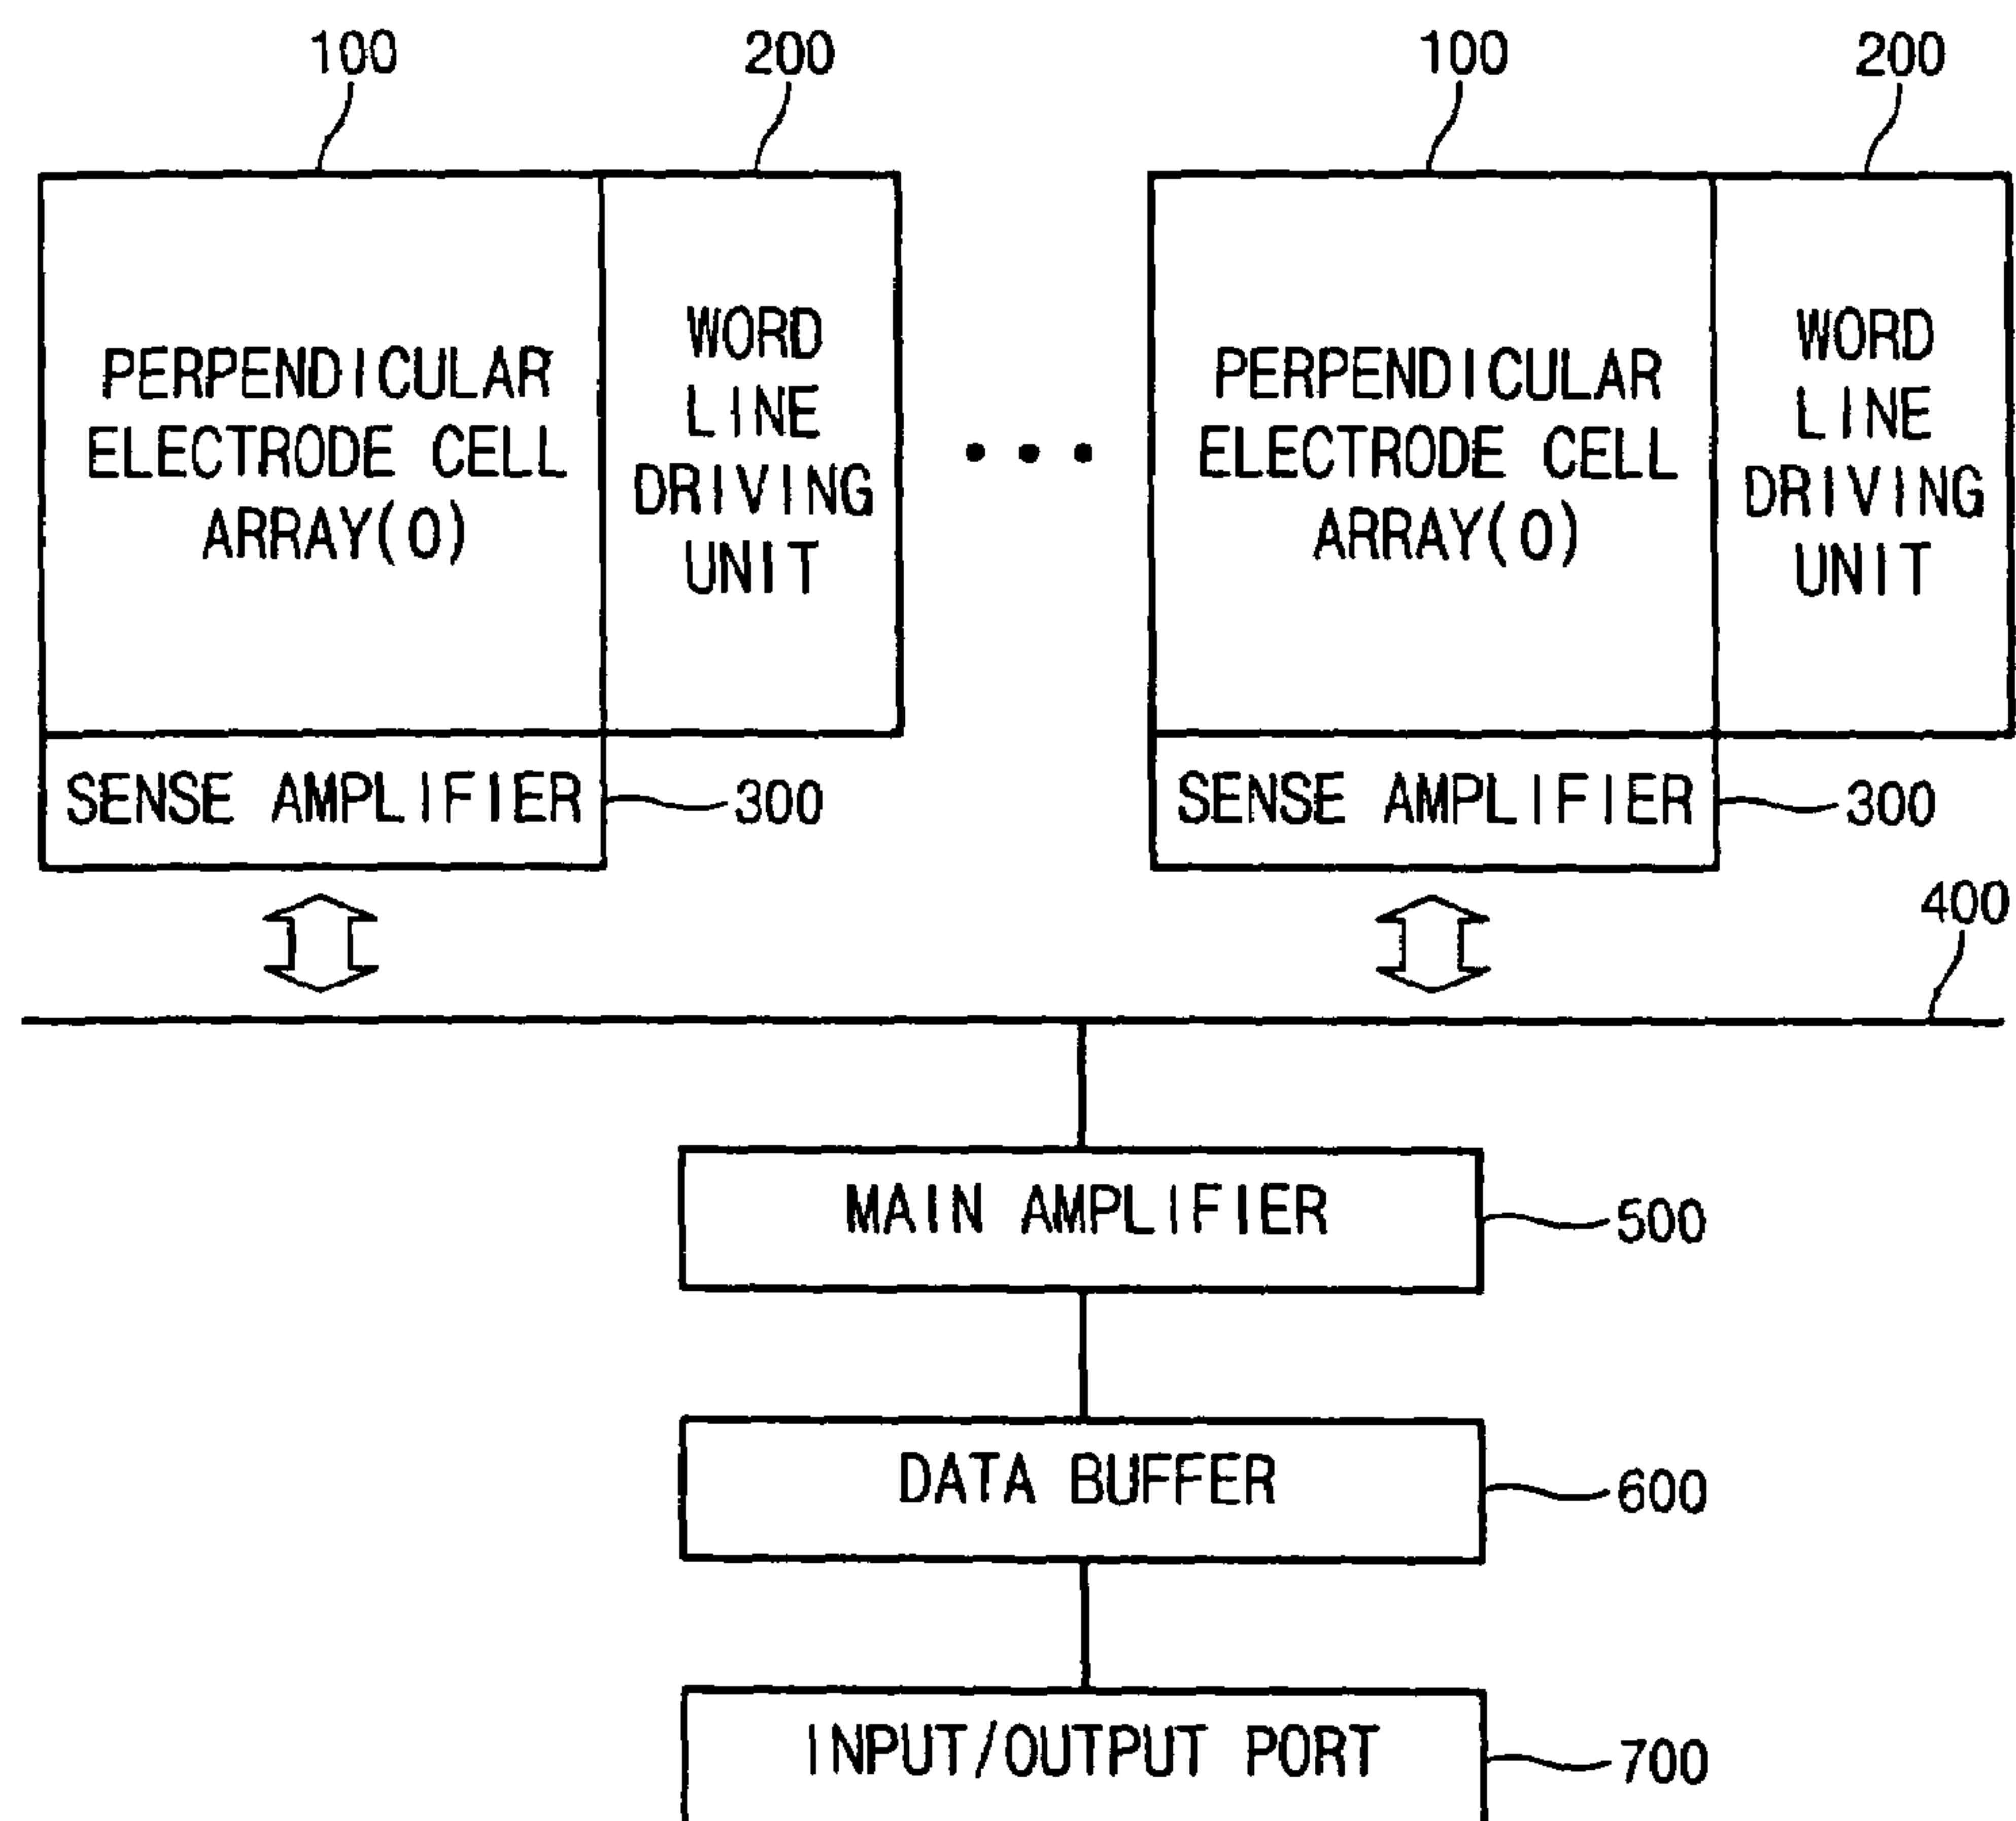 100
200
100
200
PERPENDICULAR
ELECTRODE CELL
ARRAY(0)
WORD
LINE
DRIVING
UNIT
PERPENDICULAR
ELECTRODE CELL
ARRAY(0)
WORD
LINE
DRIVING
UNIT
SENSE AMPLIFIER
300
SENSE AMPLIFIER
300
400
MAIN AMPLIFIER
500
DATA BUFFER
600
INPUT/OUTPUT PORT
700